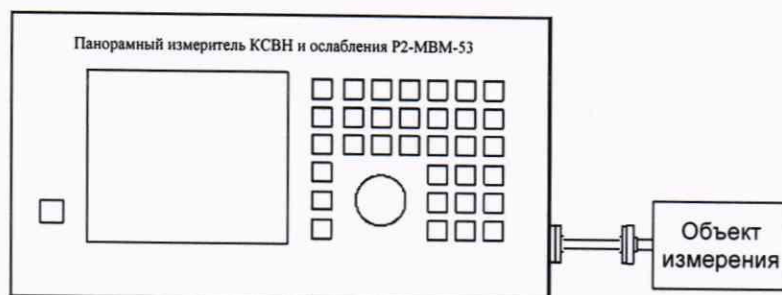 Панорамный измеритель КСВН и ослабления Р2-МВМ-53
Объект
измерения